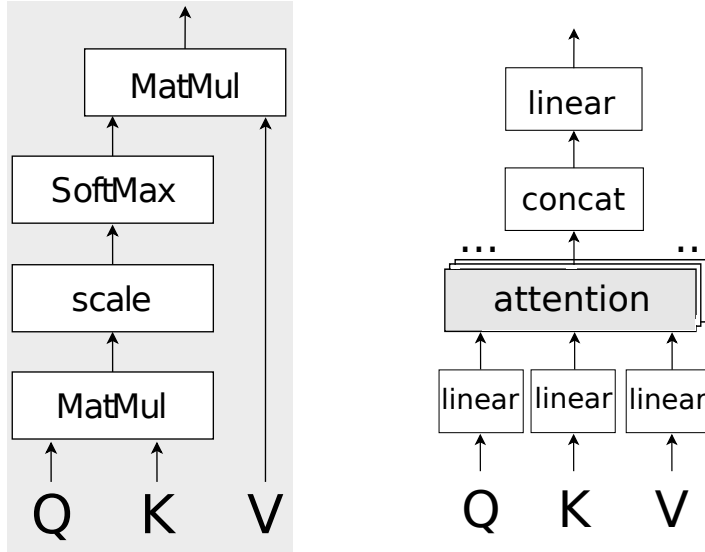 MatMul
SoftMax
scale
MatMul
Q K V
linear
concat
... ..
attention
linear linear linear
Q K V